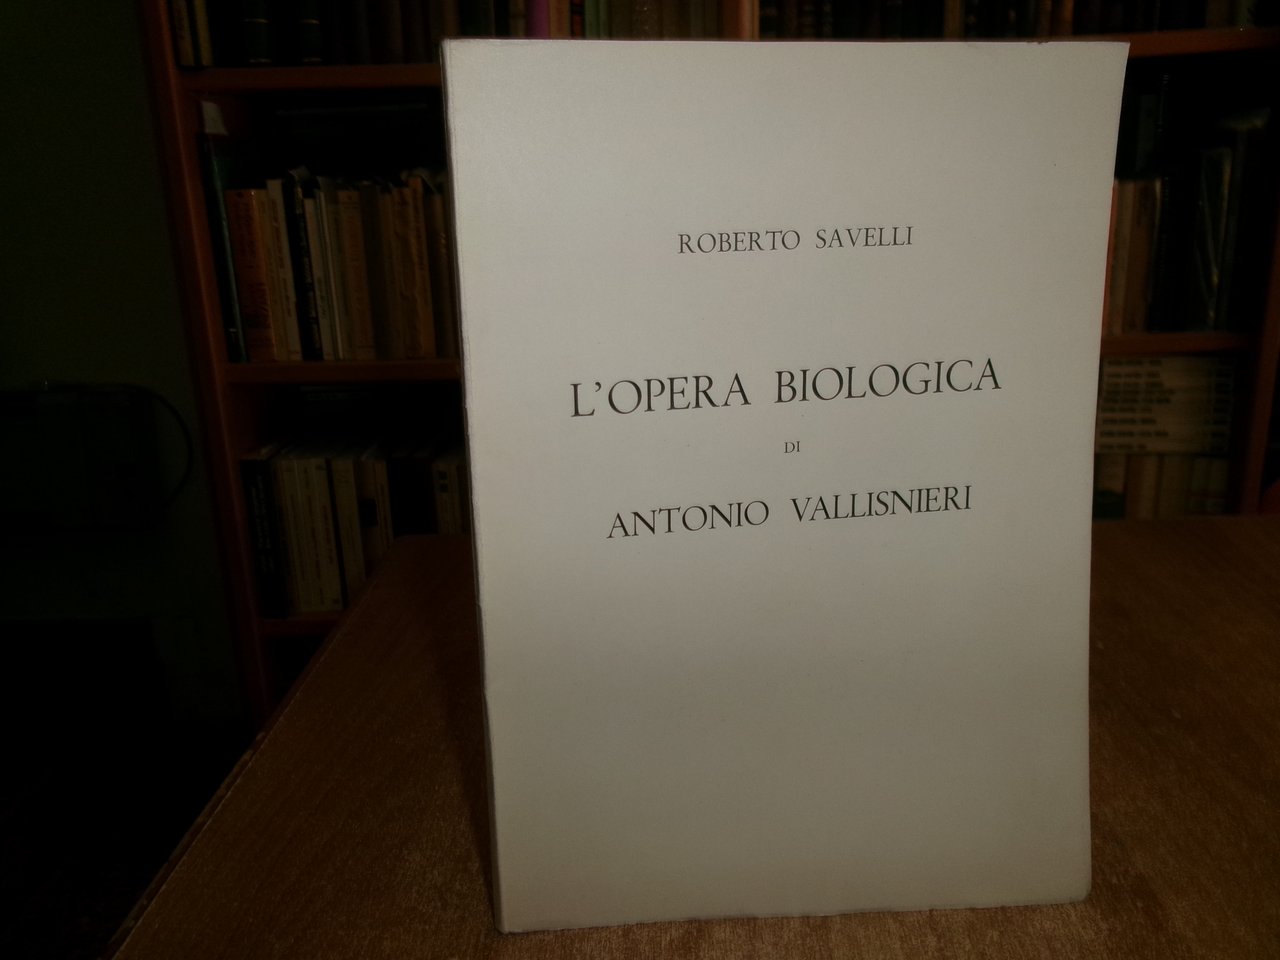 ROBERTO SAVELLI
L'OPERA BIOLOGICA
DI
ANTONIO VALLISNIERI